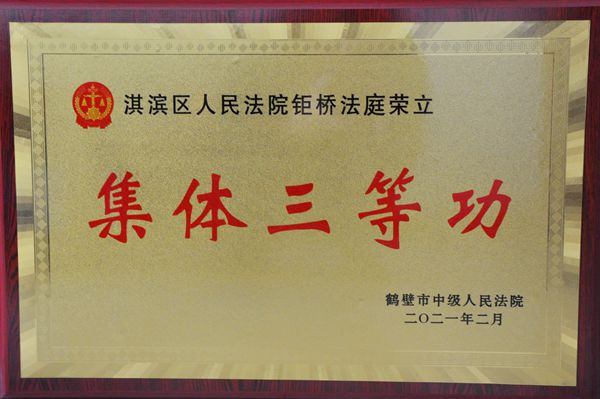 淇滨区人民法院钜桥法庭荣立
集体三等功
鹤壁市中级人民法院
二〇二一年二月